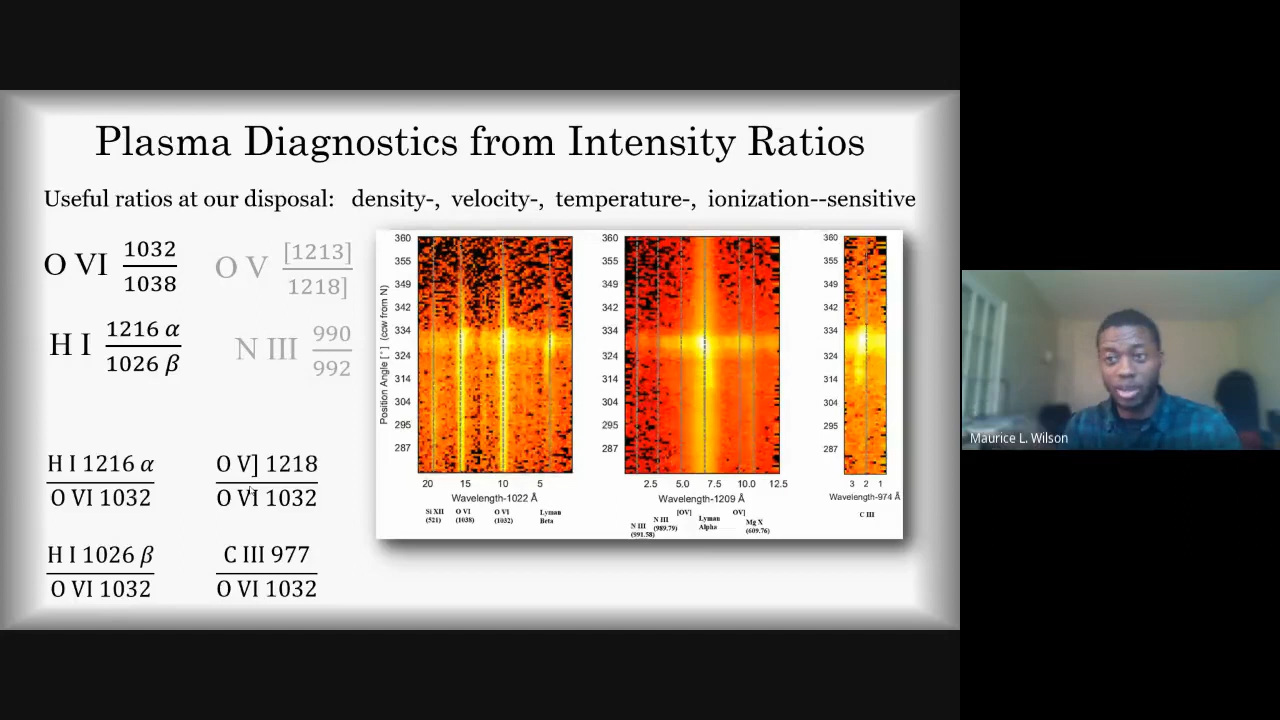 Plasma Diagnostics from Intensity Ratios
Useful ratios at our disposal: density-, velocity-, temperature-, ionization--sensitive
O VI 1032
1038
O V [1213]
1218]
H I 1216 α
1026 β
N III 990
992
H I 1216 α
O VI 1032
O V] 1218
O VI 1032
H I 1026 β
O VI 1032
C III 977
O VI 1032
Position Angle [°] (ccw from N)
360
355
349
342
334
324
314
304
295
287
20 15 10 5
Wavelength-1022 Å
Si XII (521)
O VI (1038)
O VI (1032)
Lyman Beta
360
355
349
342
334
324
314
304
295
287
2.5 5.0 7.5 10.0 12.5
Wavelength-1209 Å
N III (991.58)
N III (989.79)
[OV]
Lyman Alpha
OV]
Mg X (609.76)
360
355
349
342
334
324
314
304
295
287
3 2 1
Wavelength-974 Å
C III
Maurice L. Wilson